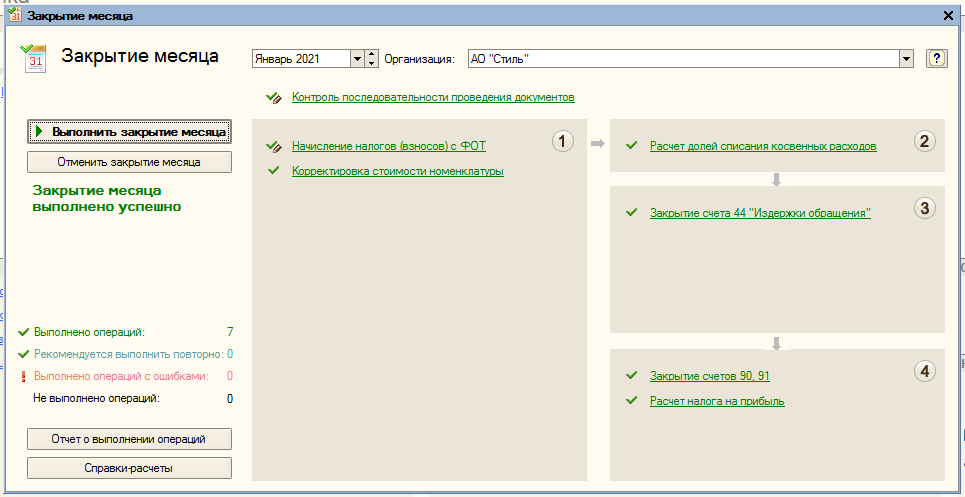 Закрытие месяца
Закрытие месяца
Январь 2021
Организация:
АО "Стиль"
?
Контроль последовательности проведения документов
Выполнить закрытие месяца
Отменить закрытие месяца
Закрытие месяца
выполнено успешно
Выполнено операций: 7
Рекомендуется выполнить повторно: 0
Выполнено операций с ошибками: 0
Не выполнено операций: 0
Отчет о выполнении операций
Справки-расчеты
Начисление налогов (взносов) с ФОТ
1
Корректировка стоимости номенклатуры
Расчет долей списания косвенных расходов
2
Закрытие счета 44 "Издержки обращения"
3
Закрытие счетов 90, 91
4
Расчет налога на прибыль